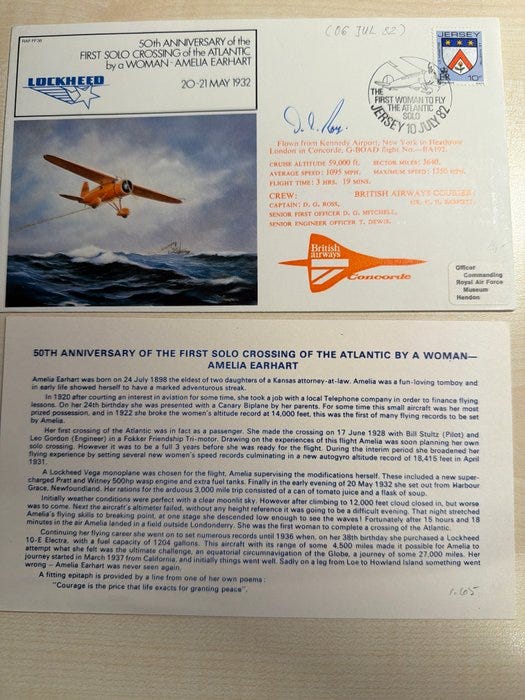 RAF FF30
50th ANNIVERSARY of the
FIRST SOLO CROSSING of the ATLANTIC
by a WOMAN - AMELIA EARHART
LOCKHEED
20-21 MAY 1932
(06 JUL 82)
JERSEY
10p
THE
FIRST WOMAN TO FLY
THE ATLANTIC
SOLO
JERSEY 10 JULY 82
Flown from Kennedy Airport, New York to Heathrow
London in Concorde, G-BOAD flight No.—BA192.
CRUISE ALTITUDE 59,000 ft. SECTOR MILES: 3640.
AVERAGE SPEED: 1095 MPH. MAXIMUM SPEED: 1350 MPH.
FLIGHT TIME: 3 HRS. 19 MINS.
CREW: BRITISH AIRWAYS COURIER:
CAPTAIN: D. G. ROSS,
SENIOR FIRST OFFICER D. G. MITCHELL,
SENIOR ENGINEER OFFICER T. DEWIS.
British
airways
Concorde
Officer
Commanding
Royal Air Force
Museum
Hendon
50TH ANNIVERSARY OF THE FIRST SOLO CROSSING OF THE ATLANTIC BY A WOMAN—
AMELIA EARHART
Amelia Earhart was born on 24 July 1898 the eldest of two daughters of a Kansas attorney-at-law. Amelia was a fun-loving tomboy and
in early life showed herself to have a marked adventurous streak.
In 1920 after courting an interest in aviation for some time, she took a job with a local Telephone company in order to finance flying
lessons. On her 24th birthday she was presented with a Canary Biplane by her parents. For some time this small aircraft was her most
prized possession, and in 1922 she broke the women's altitude record at 14,000 feet, this was the first of many flying records to be set
by Amelia.
Her first crossing of the Atlantic was in fact as a passenger. She made the crossing on 17 June 1928 with Bill Stultz (Pilot) and
Leo Gordon (Engineer) in a Fokker Friendship Tri-motor. Drawing on the experiences of this flight Amelia was soon planning her own
solo crossing. However it was to be a full 3 years before she was ready for the flight. During the interim period she broadened her
flying experience by setting several new women's speed records culminating in a new autogyro altitude record of 18,415 feet in April
1931.
A Lockheed Vega monoplane was chosen for the flight, Amelia supervising the modifications herself. These included a new super-
charged Pratt and Witney 500hp wasp engine and extra fuel tanks. Finally in the early evening of 20 May 1932 she set out from Harbour
Grace, Newfoundland. Her rations for the arduous 3,000 mile trip consisted of a can of tomato juice and a flask of soup.
Initially weather conditions were perfect with a clear moonlit sky. However after climbing to 12,000 feet cloud closed in, but worse
was to come. Next the aircraft's altimeter failed, without any height reference it was going to be a difficult evening. That night stretched
Amelia's flying skills to breaking point, at one stage she descended low enough to see the waves! Fortunately after 15 hours and 18
minutes in the air Amelia landed in a field outside Londonderry. She was the first woman to complete a crossing of the Atlantic.
Continuing her flying career she went on to set numerous records until 1936 when, on her 38th birthday she purchased a Lockheed
10-E Electra, with a fuel capacity of 1204 gallons. This aircraft with its range of some 4,500 miles made it possible for Amelia to
attempt what she felt was the ultimate challenge, an equatorial circumnavigation of the Globe, a journey of some 27,000 miles. Her
journey started in March 1937 from California, and initially things went well. Sadly on a leg from Loe to Howland Island something went
wrong – Amelia Earhart was never seen again.
A fitting epitaph is provided by a line from one of her own poems:
"Courage is the price that life exacts for granting peace".